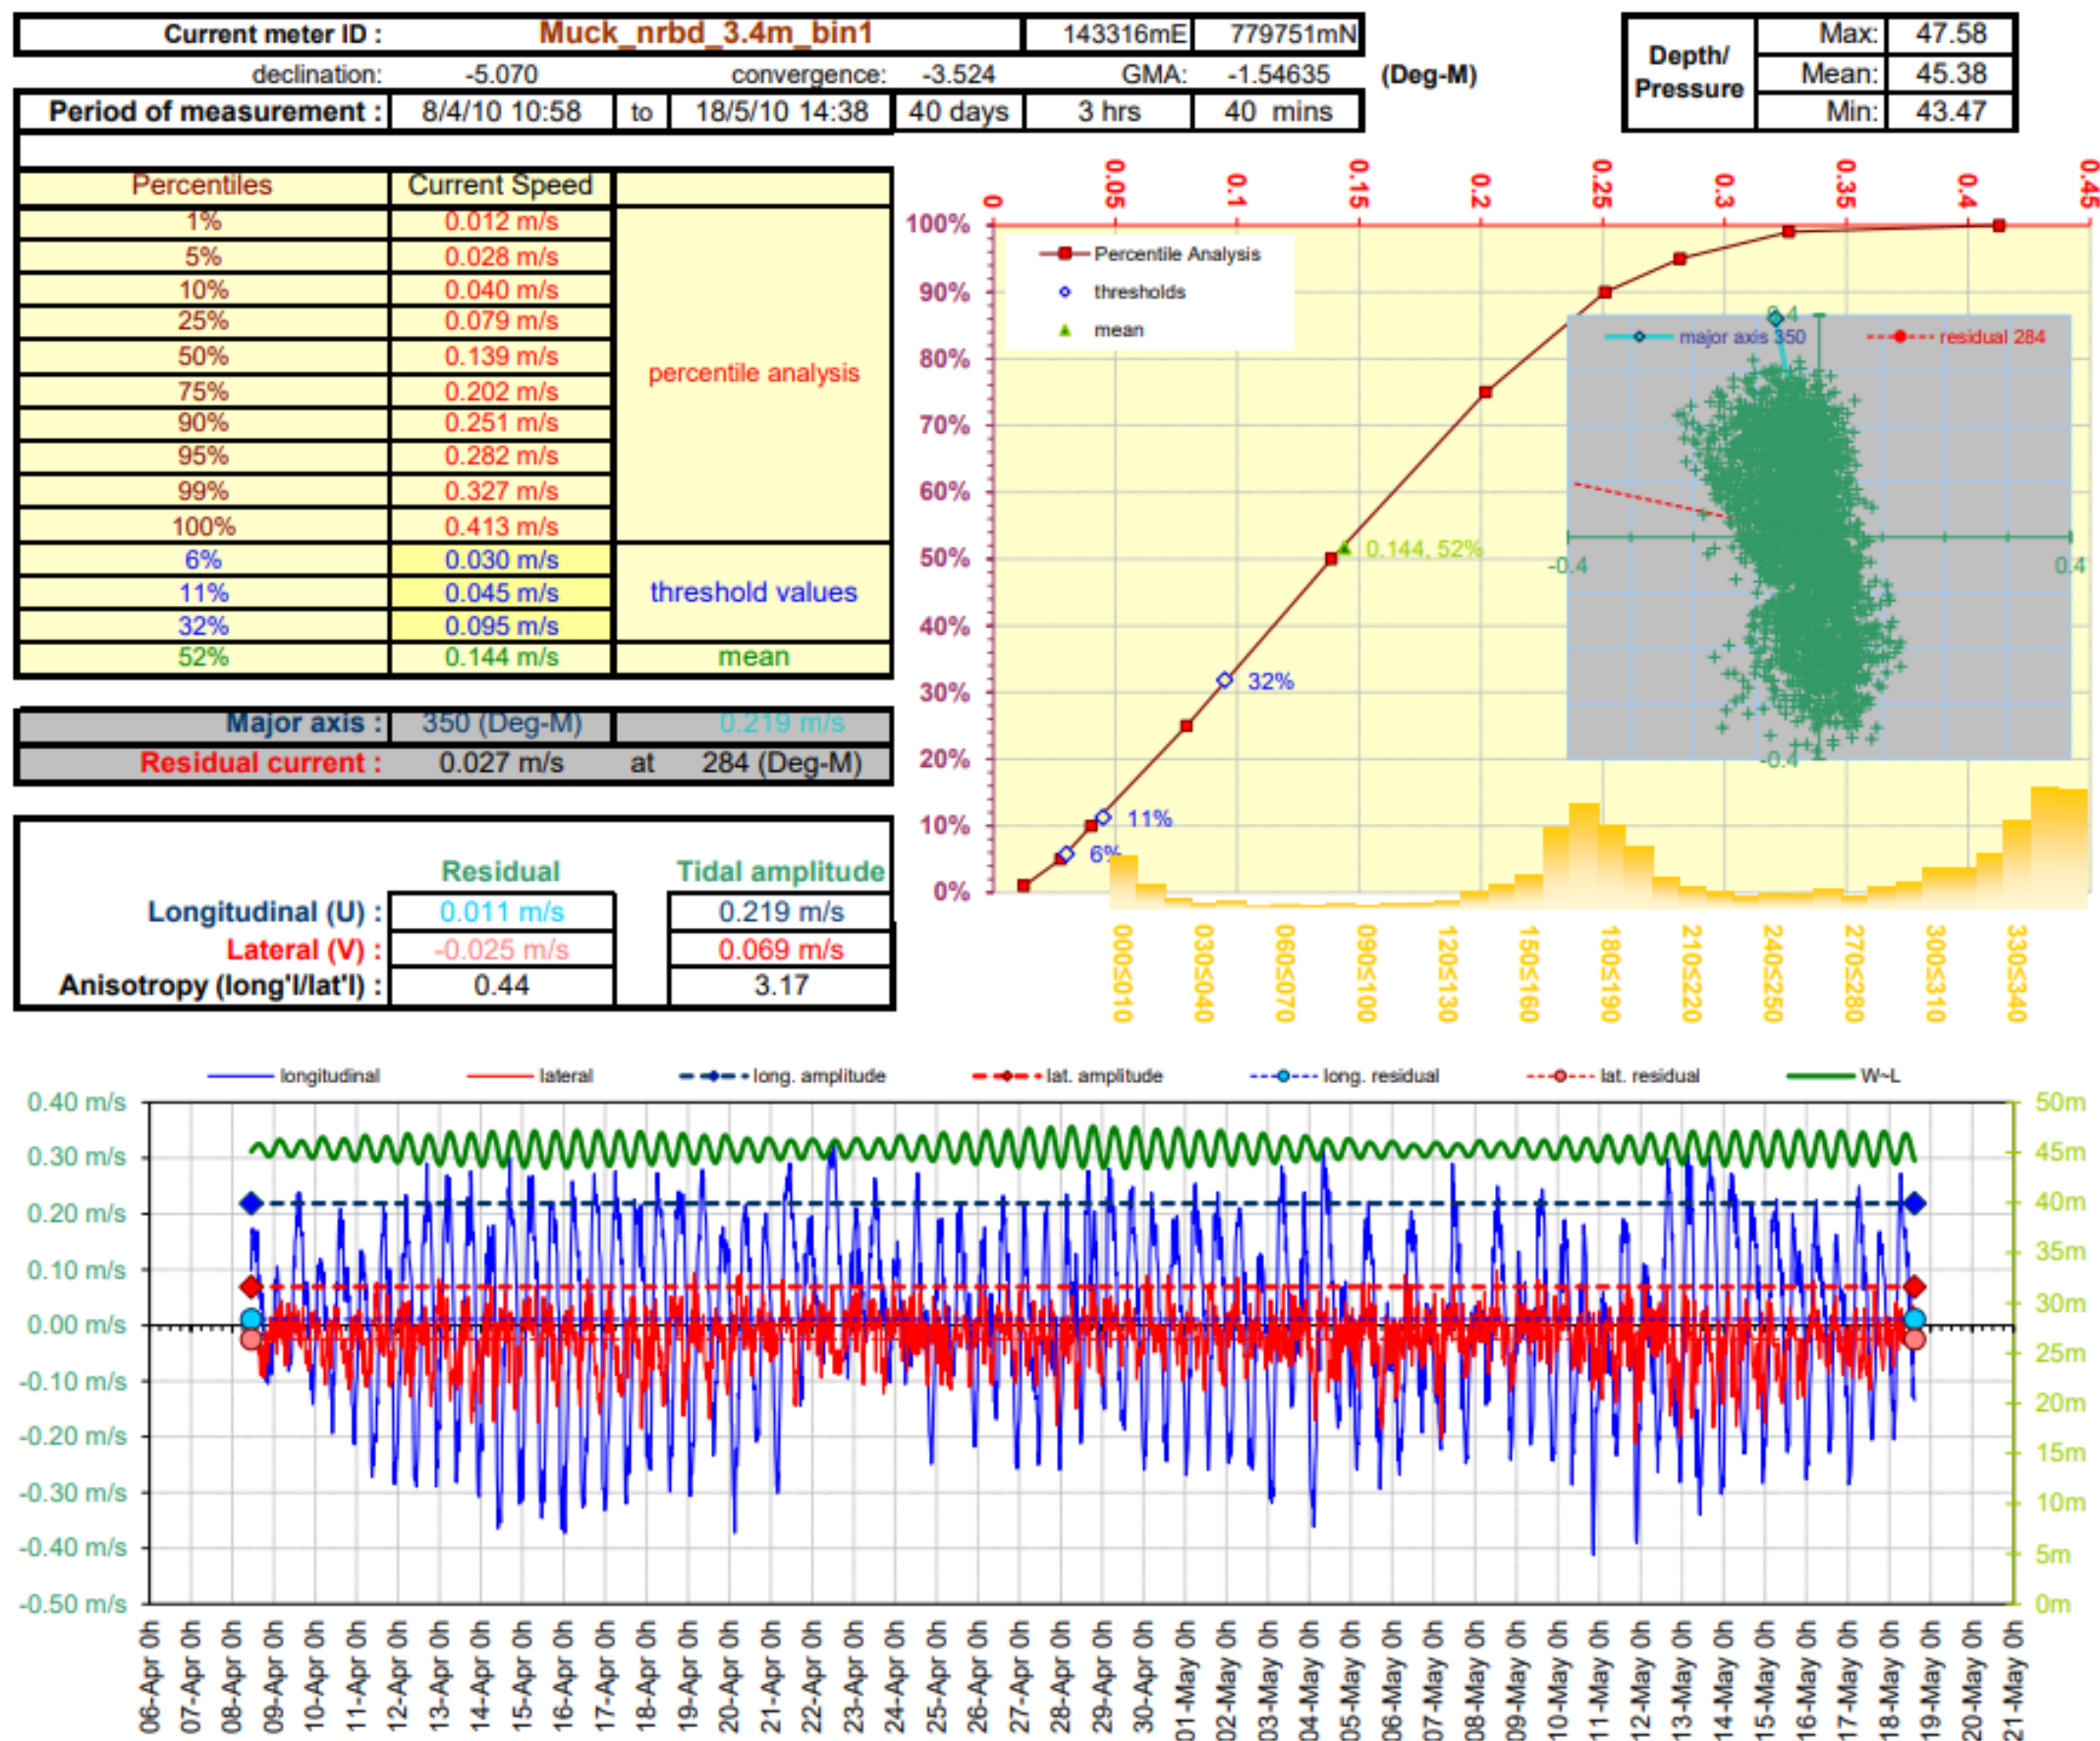 Current meter ID : Muck_nrbd_3.4m_bin1 143316mE 779751mN
declination: -5.070 convergence: -3.524 GMA: -1.54635 (Deg-M)
Period of measurement : 8/4/10 10:58 to 18/5/10 14:38 40 days 3 hrs 40 mins
Depth/ Pressure
Max: 47.58
Mean: 45.38
Min: 43.47
Percentiles Current Speed
1% 0.012 m/s
5% 0.028 m/s
10% 0.040 m/s
25% 0.079 m/s
50% 0.139 m/s
75% 0.202 m/s
90% 0.251 m/s
95% 0.282 m/s
99% 0.327 m/s
100% 0.413 m/s
percentile analysis
6% 0.030 m/s
11% 0.045 m/s
32% 0.095 m/s
threshold values
52% 0.144 m/s mean
Major axis : 350 (Deg-M) 0.219 m/s
Residual current : 0.027 m/s at 284 (Deg-M)
Residual Tidal amplitude
Longitudinal (U) : 0.011 m/s 0.219 m/s
Lateral (V) : -0.025 m/s 0.069 m/s
Anisotropy (long'l/lat'l) : 0.44 3.17
0 0.05 0.1 0.15 0.2 0.25 0.3 0.35 0.4 0.45
100%
90%
80%
70%
60%
50%
40%
30%
20%
10%
0%
Percentile Analysis
thresholds
mean
0.144, 52%
32%
11%
6%
0.4
major axis 350 residual 284
-0.4 0.4
-0.4
000≤010 030≤040 060≤070 090≤100 120≤130 150≤160 180≤190 210≤220 240≤250 270≤280 300≤310 330≤340
longitudinal lateral long. amplitude lat. amplitude long. residual lat. residual W~L
0.40 m/s
0.30 m/s
0.20 m/s
0.10 m/s
0.00 m/s
-0.10 m/s
-0.20 m/s
-0.30 m/s
-0.40 m/s
-0.50 m/s
50m
45m
40m
35m
30m
25m
20m
15m
10m
5m
0m
06-Apr 0h 07-Apr 0h 08-Apr 0h 09-Apr 0h 10-Apr 0h 11-Apr 0h 12-Apr 0h 13-Apr 0h 14-Apr 0h 15-Apr 0h 16-Apr 0h 17-Apr 0h 18-Apr 0h 19-Apr 0h 20-Apr 0h 21-Apr 0h 22-Apr 0h 23-Apr 0h 24-Apr 0h 25-Apr 0h 26-Apr 0h 27-Apr 0h 28-Apr 0h 29-Apr 0h 30-Apr 0h 01-May 0h 02-May 0h 03-May 0h 04-May 0h 05-May 0h 06-May 0h 07-May 0h 08-May 0h 09-May 0h 10-May 0h 11-May 0h 12-May 0h 13-May 0h 14-May 0h 15-May 0h 16-May 0h 17-May 0h 18-May 0h 19-May 0h 20-May 0h 21-May 0h